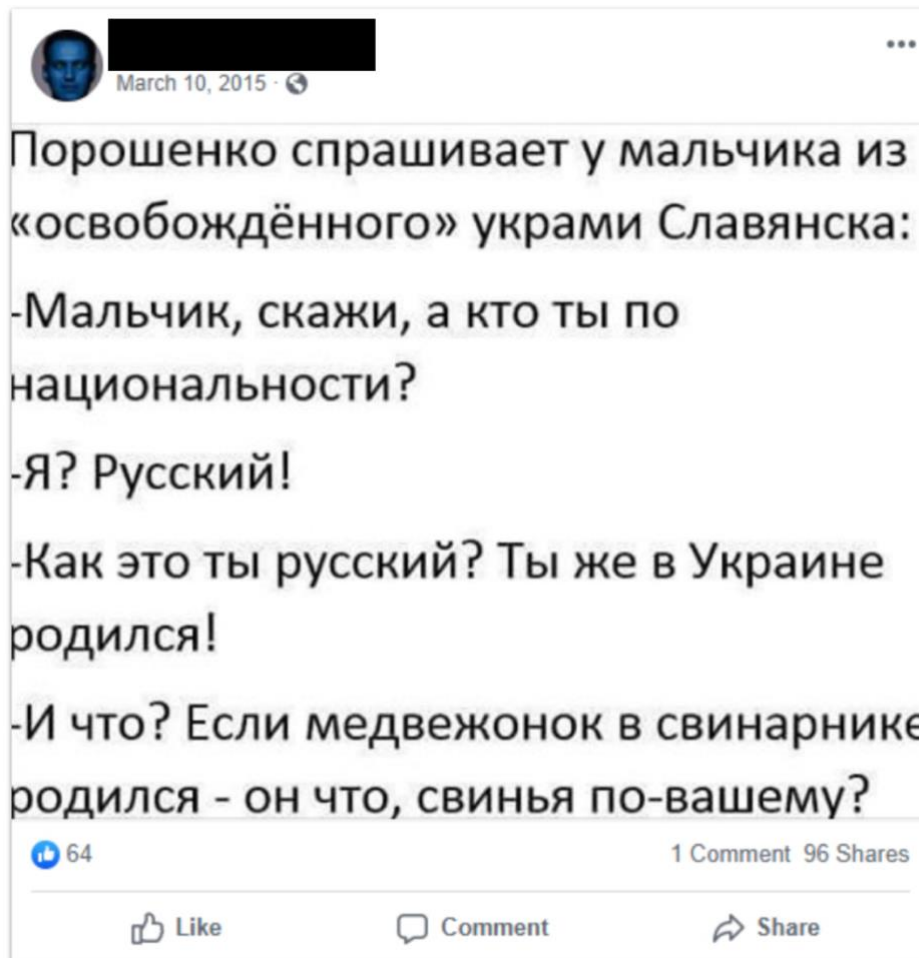 March 10, 2015 ·
Порошенко спрашивает у мальчика из
«освобождённого» украми Славянска:
-Мальчик, скажи, а кто ты по
национальности?
-Я? Русский!
-Как это ты русский? Ты же в Украине
родился!
-И что? Если медвежонок в свинарнике
родился - он что, свинья по-вашему?
64
1 Comment 96 Shares
Like Comment Share